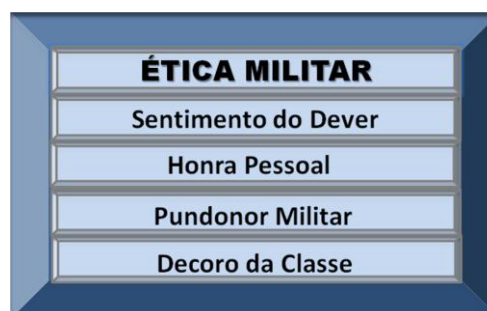 ÉTICA MILITAR
Sentimento do Dever
Honra Pessoal
Pundonor Militar
Decoro da Classe